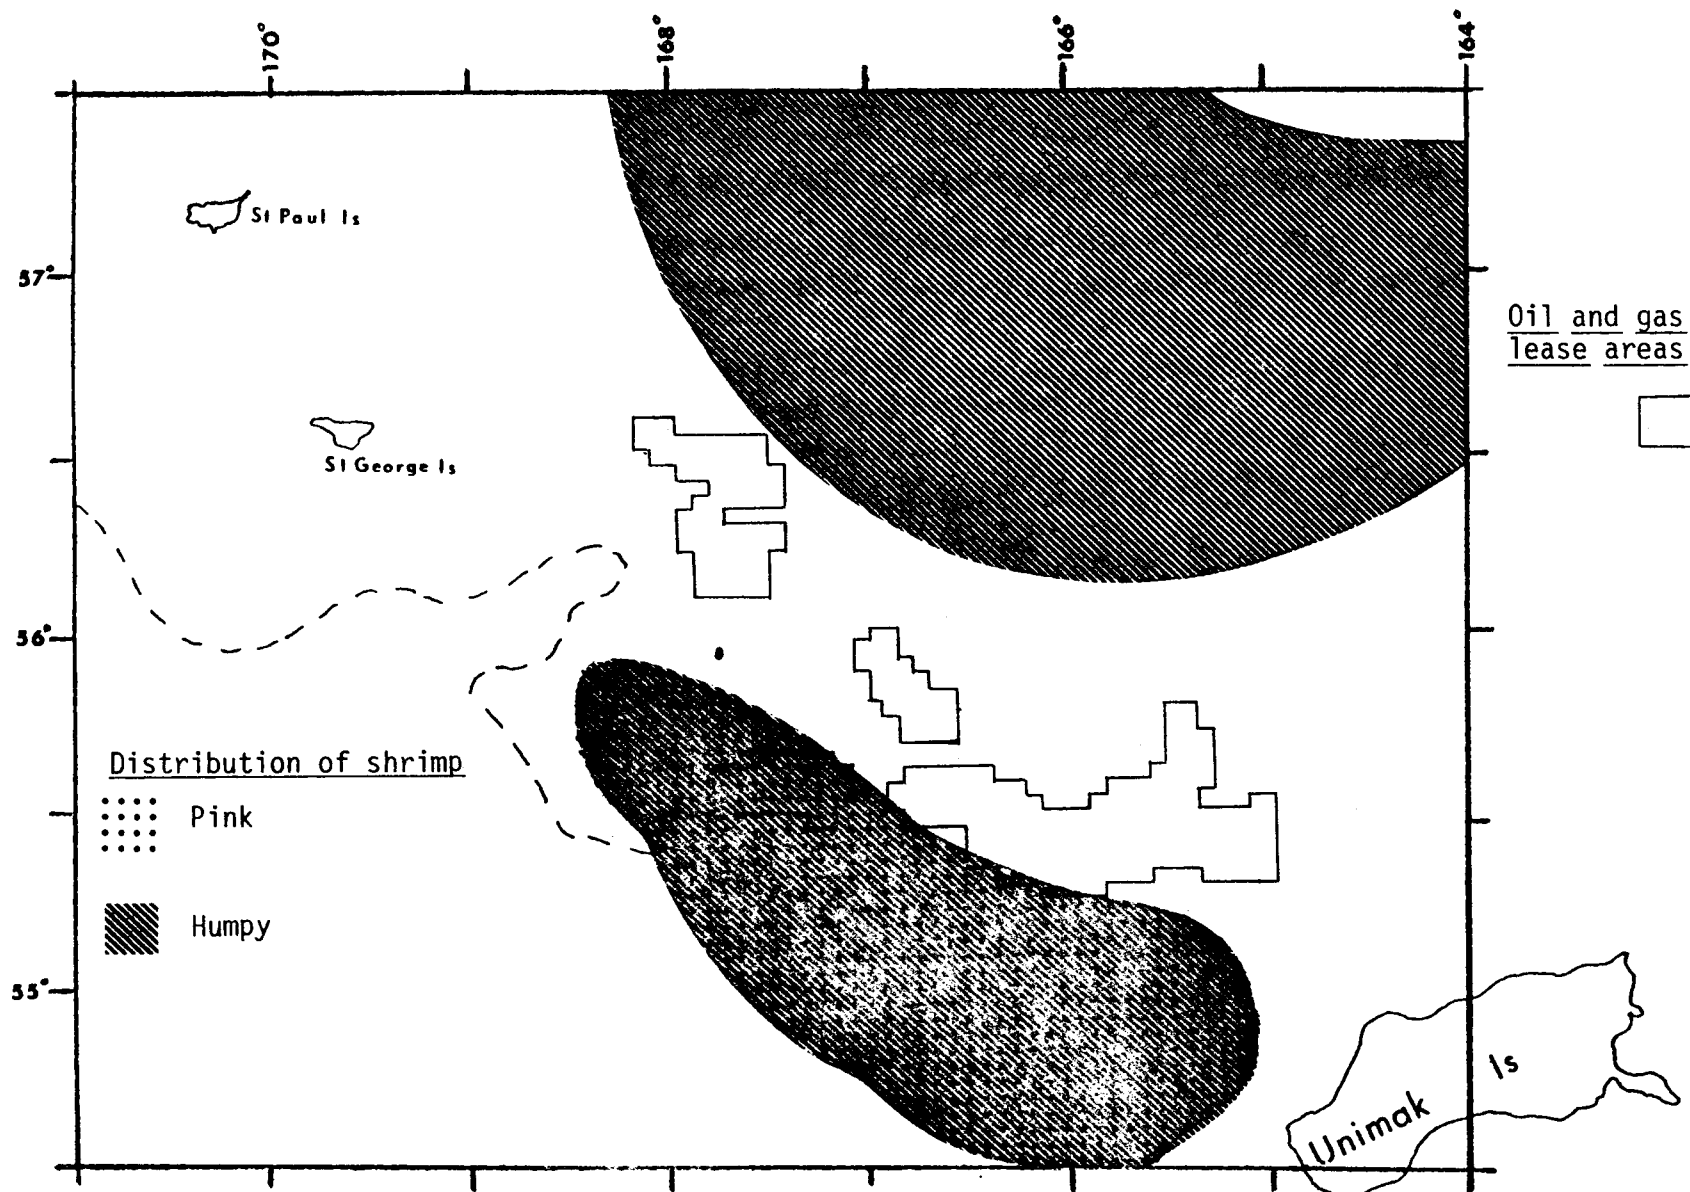 170°
168°
166°
164°
St Paul Is
57°
Oil and gas
lease areas
St George Is
56°
Distribution of shrimp
Pink
Humpy
55°
Unimak Is